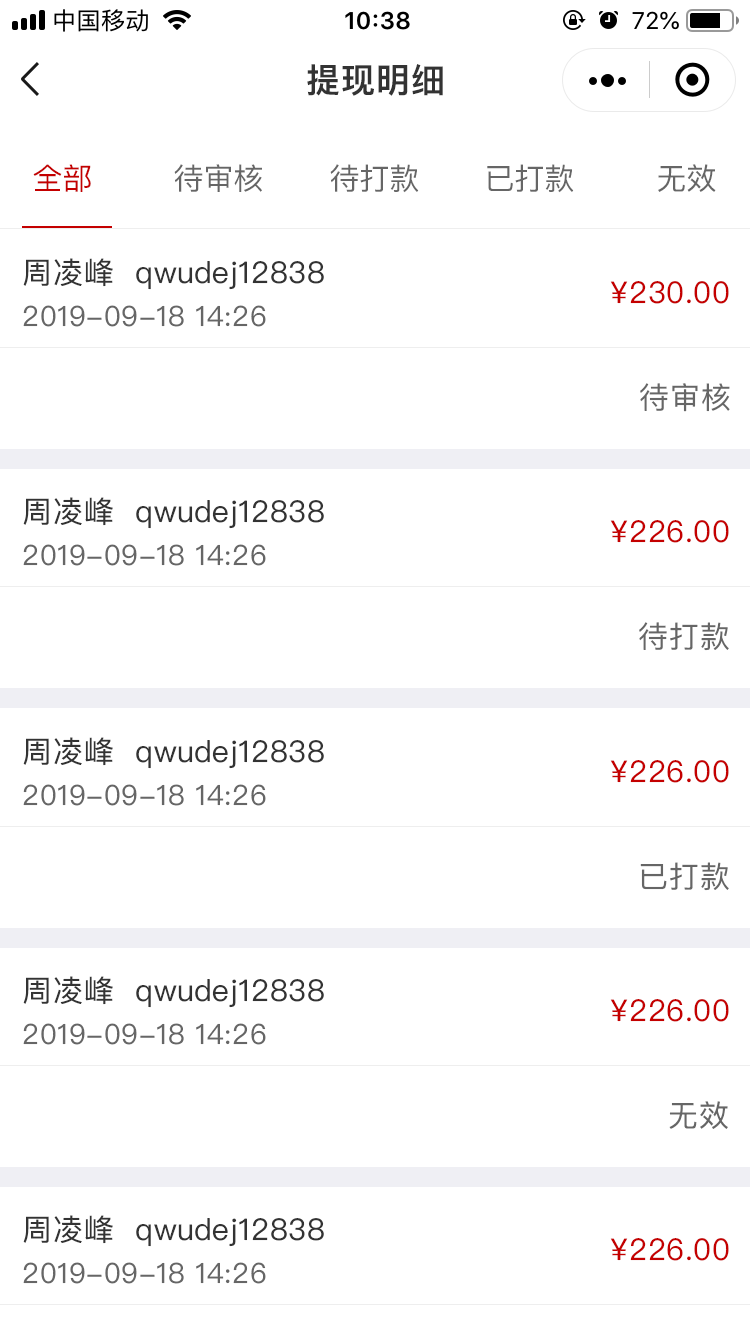 中国移动 10:38 72%
提现明细
全部 待审核 待打款 已打款 无效
周凌峰 qwudej12838
¥230.00
2019-09-18 14:26
待审核
周凌峰 qwudej12838
¥226.00
2019-09-18 14:26
待打款
周凌峰 qwudej12838
¥226.00
2019-09-18 14:26
已打款
周凌峰 qwudej12838
¥226.00
2019-09-18 14:26
无效
周凌峰 qwudej12838
¥226.00
2019-09-18 14:26